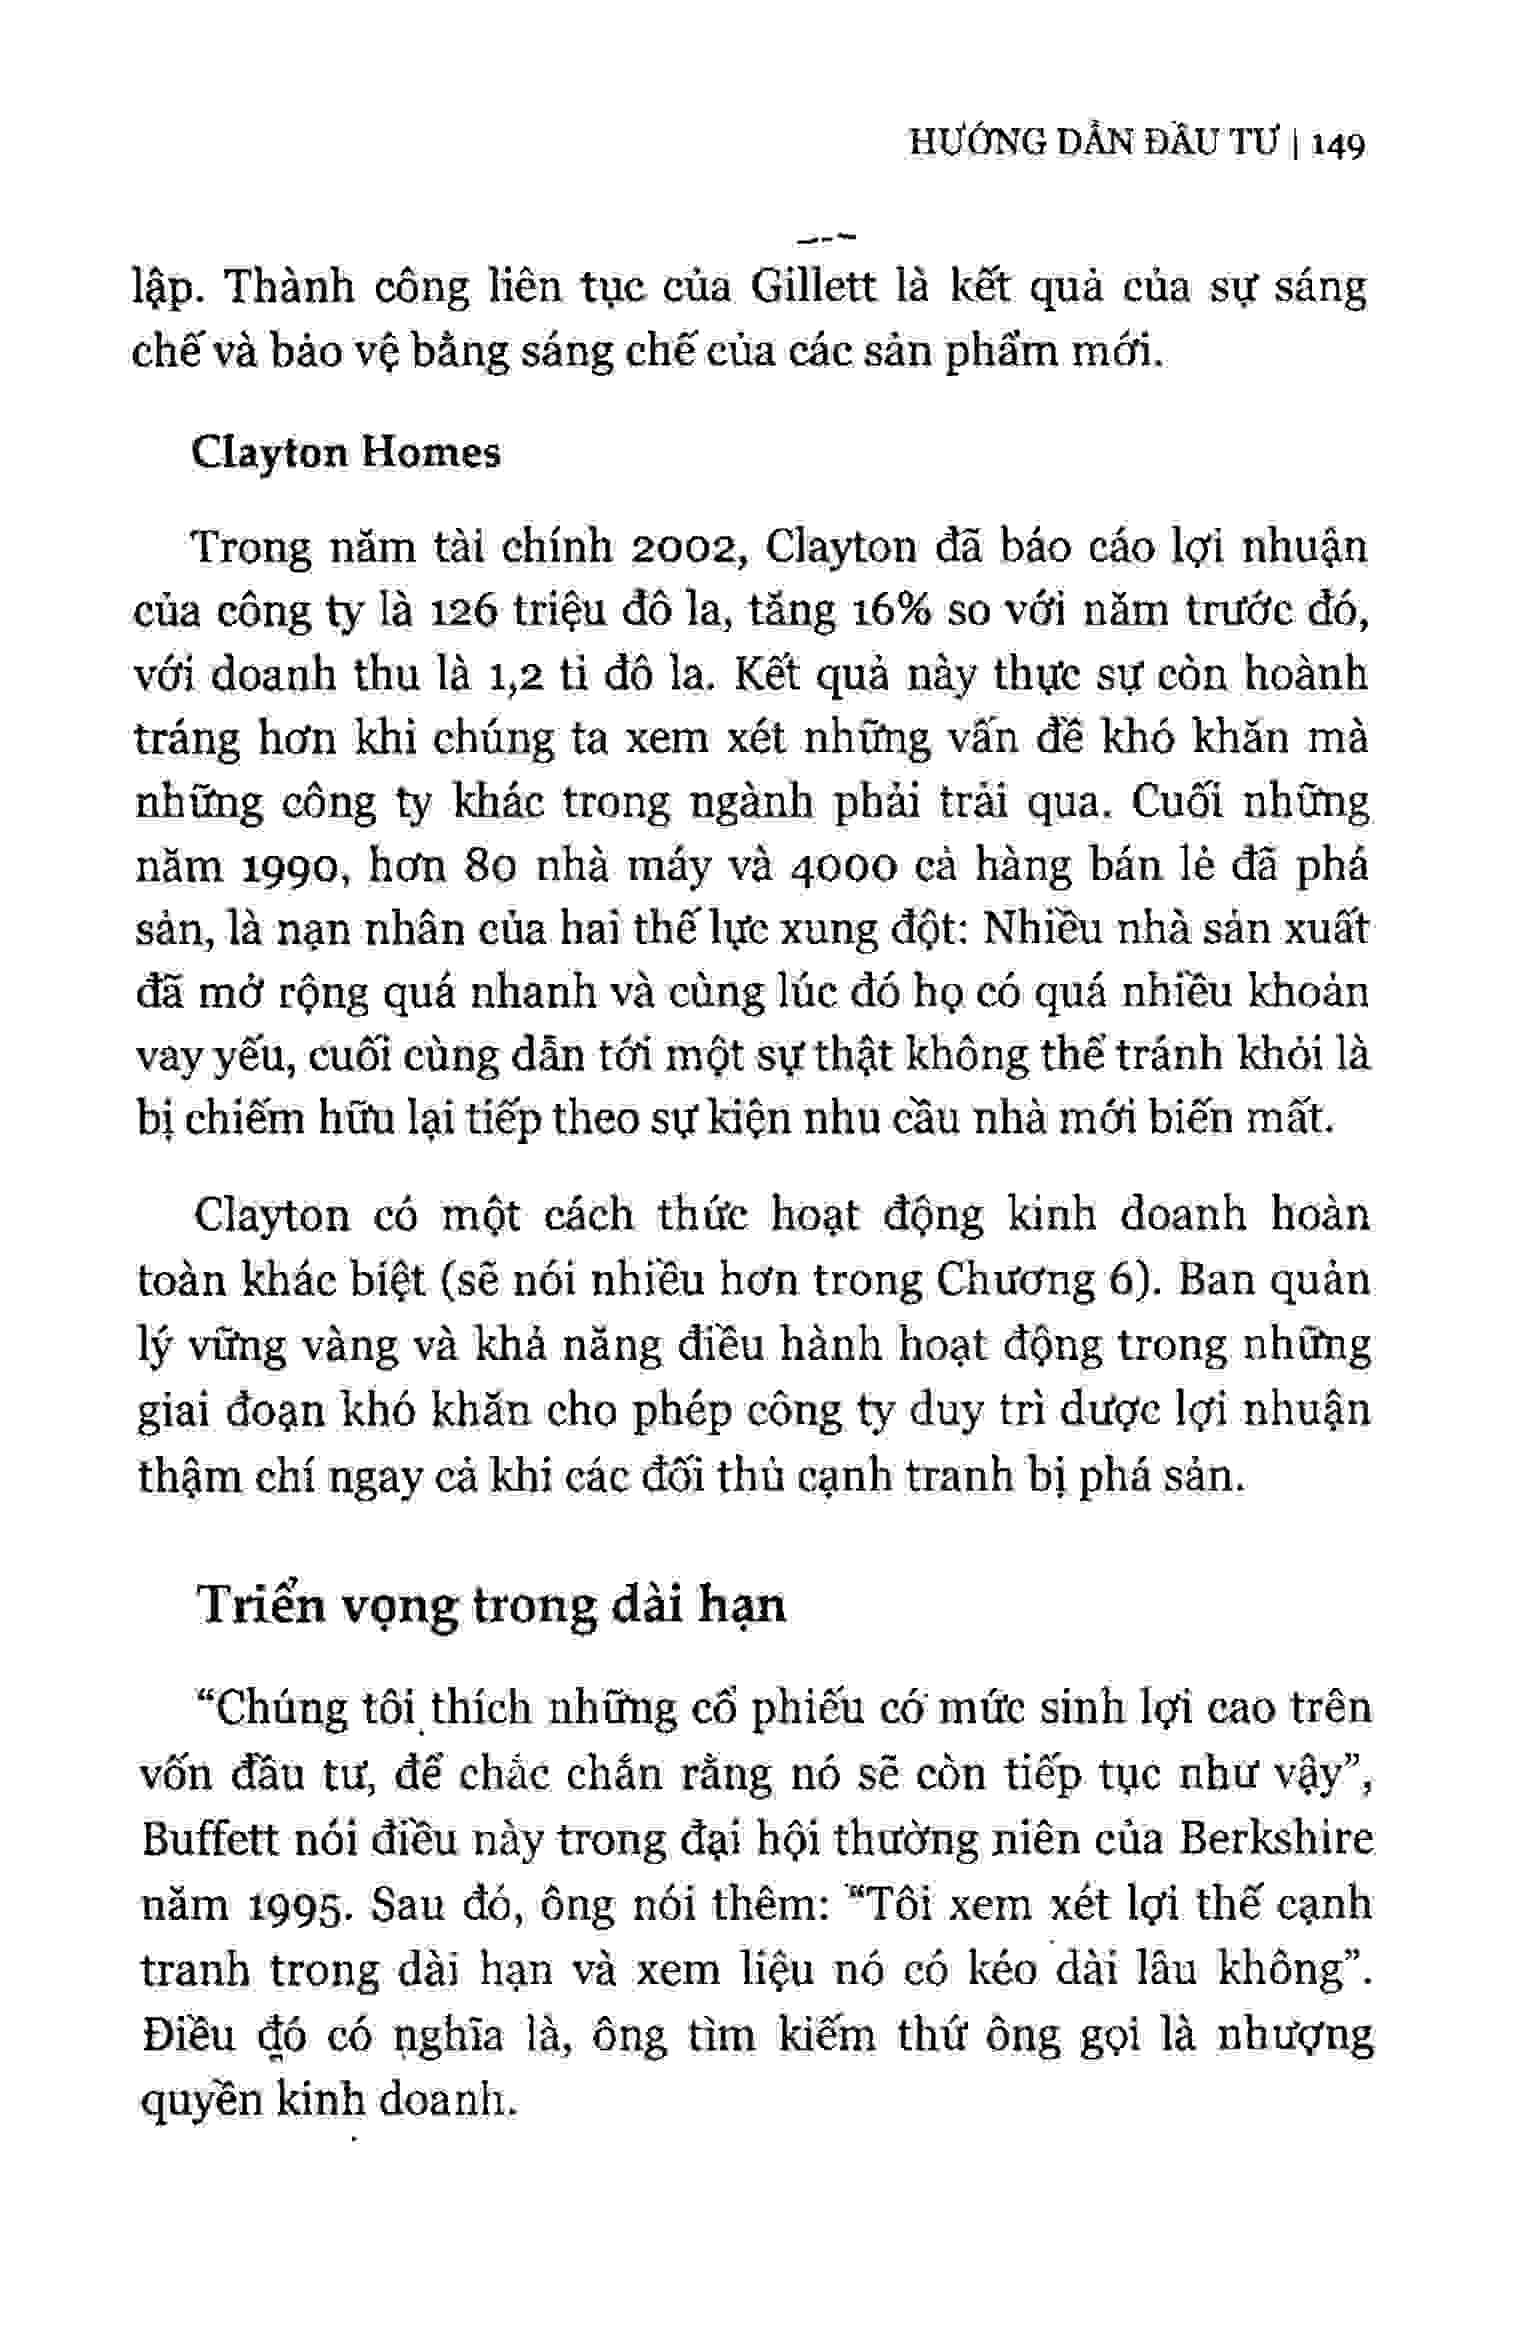 HƯỚNG DẪN ĐẦU TƯ | 149
lập. Thành công liên tục của Gillett là kết quả của sự sáng
chế và bảo vệ bằng sáng chế của các sản phẩm mới.
Clayton Homes
Trong năm tài chính 2002, Clayton đã báo cáo lợi nhuận
của công ty là 126 triệu đô la, tăng 16% so với năm trước đó,
với doanh thu là 1,2 tỉ đô la. Kết quả này thực sự còn hoành
tráng hơn khi chúng ta xem xét những vấn đề khó khăn mà
những công ty khác trong ngành phải trải qua. Cuối những
năm 1990, hơn 80 nhà máy và 4000 cả hàng bán lẻ đã phá
sản, là nạn nhân của hai thế lực xung đột: Nhiều nhà sản xuất
đã mở rộng quá nhanh và cùng lúc đó họ có quá nhiều khoản
vay yếu, cuối cùng dẫn tới một sự thật không thể tránh khỏi là
bị chiếm hữu lại tiếp theo sự kiện nhu cầu nhà mới biến mất.
Clayton có một cách thức hoạt động kinh doanh hoàn
toàn khác biệt (sẽ nói nhiều hơn trong Chương 6). Ban quản
lý vững vàng và khả năng điều hành hoạt động trong những
giai đoạn khó khăn cho phép công ty duy trì dược lợi nhuận
thậm chí ngay cả khi các đối thủ cạnh tranh bị phá sản.
Triển vọng trong dài hạn
“Chúng tôi thích những cổ phiếu có mức sinh lợi cao trên
vốn đầu tư, để chắc chắn rằng nó sẽ còn tiếp tục như vậy”,
Buffett nói điều này trong đại hội thường niên của Berkshire
năm 1995. Sau đó, ông nói thêm: “Tôi xem xét lợi thế cạnh
tranh trong dài hạn và xem liệu nó có kéo dài lâu không”.
Điều đó có nghĩa là, ông tìm kiếm thứ ông gọi là nhượng
quyền kinh doanh.